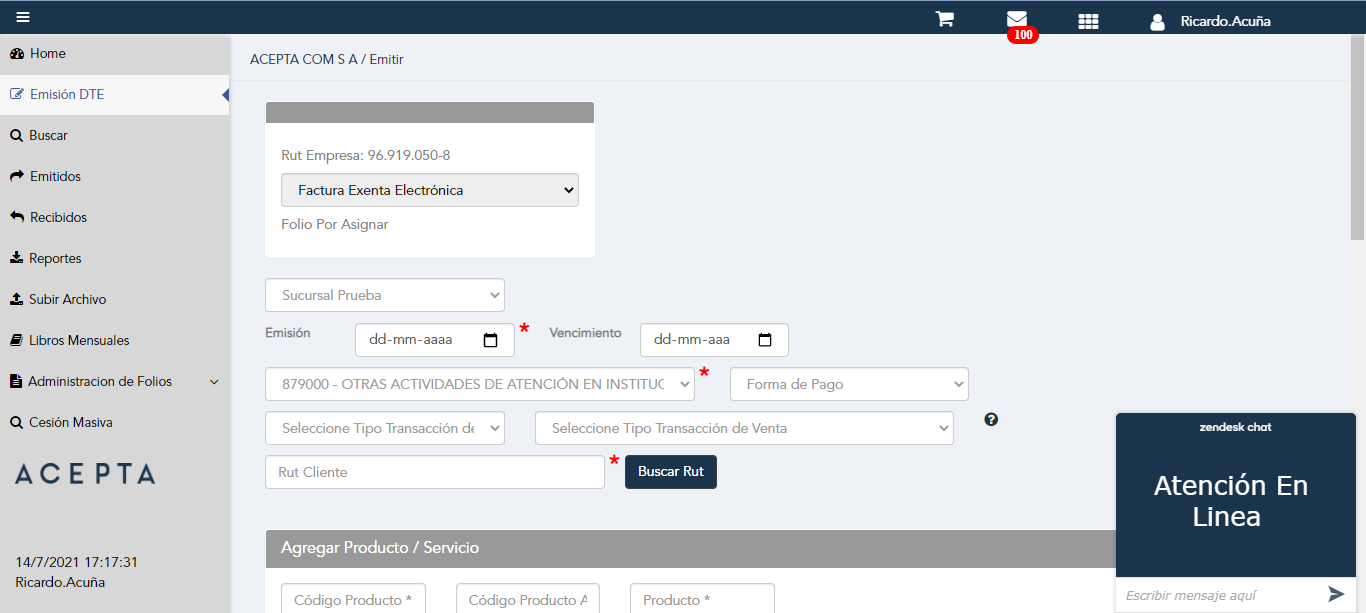 Ricardo.Acuña
100
Home
Emisión DTE
Buscar
Emitidos
Recibidos
Reportes
Subir Archivo
Libros Mensuales
Administracion de Folios
Cesión Masiva
ACEPTA
14/7/2021 17:17:31
Ricardo.Acuña
ACEPTA COM S A / Emitir
Rut Empresa: 96.919.050-8
Factura Exenta Electrónica
Folio Por Asignar
Sucursal Prueba
Emisión dd-mm-aaaa * Vencimiento dd-mm-aaa
879000 - OTRAS ACTIVIDADES DE ATENCIÓN EN INSTITUC * Forma de Pago
Seleccione Tipo Transacción de Seleccione Tipo Transacción de Venta ?
Rut Cliente * Buscar Rut
Agregar Producto / Servicio
Código Producto * Código Producto A Producto *
zendesk chat
Atención En
Linea
Escribir mensaje aquí